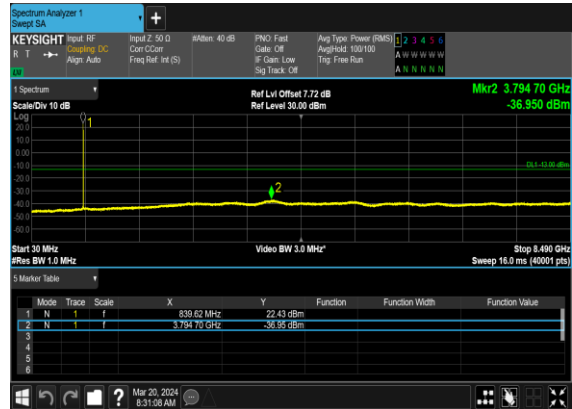 Spectrum Analyzer 1
Swept SA
+
KEYSIGHT Input: RF Input Z: 50 Ω #Atten: 40 dB PNO: Fast Avg Type: Power (RMS) 1 2 3 4 5 6
R T Coupling: DC Corr CCorr Gate: Off Avg|Hold: 100/100 A W W W W W
Align: Auto Freq Ref: Int (S) IF Gain: Low Trig: Free Run
LW Sig Track: Off A N N N N N
1 Spectrum Ref Lvl Offset 7.72 dB Mkr2 3.794 70 GHz
Scale/Div 10 dB Ref Level 30.00 dBm -36.950 dBm
Log
1
20.0
10.0
0.00
-10.0 DL1 -13.00 dBm
-20.0
-30.0 2
-40.0
-50.0
-60.0
Start 30 MHz Video BW 3.0 MHz* Stop 8.490 GHz
#Res BW 1.0 MHz Sweep 16.0 ms (40001 pts)
5 Marker Table
Mode Trace Scale X Y Function Function Width Function Value
1 N 1 f 839.62 MHz 22.43 dBm
2 N 1 f 3.794 70 GHz -36.95 dBm
3
4
5
6
? Mar 20, 2024
8:31:08 AM